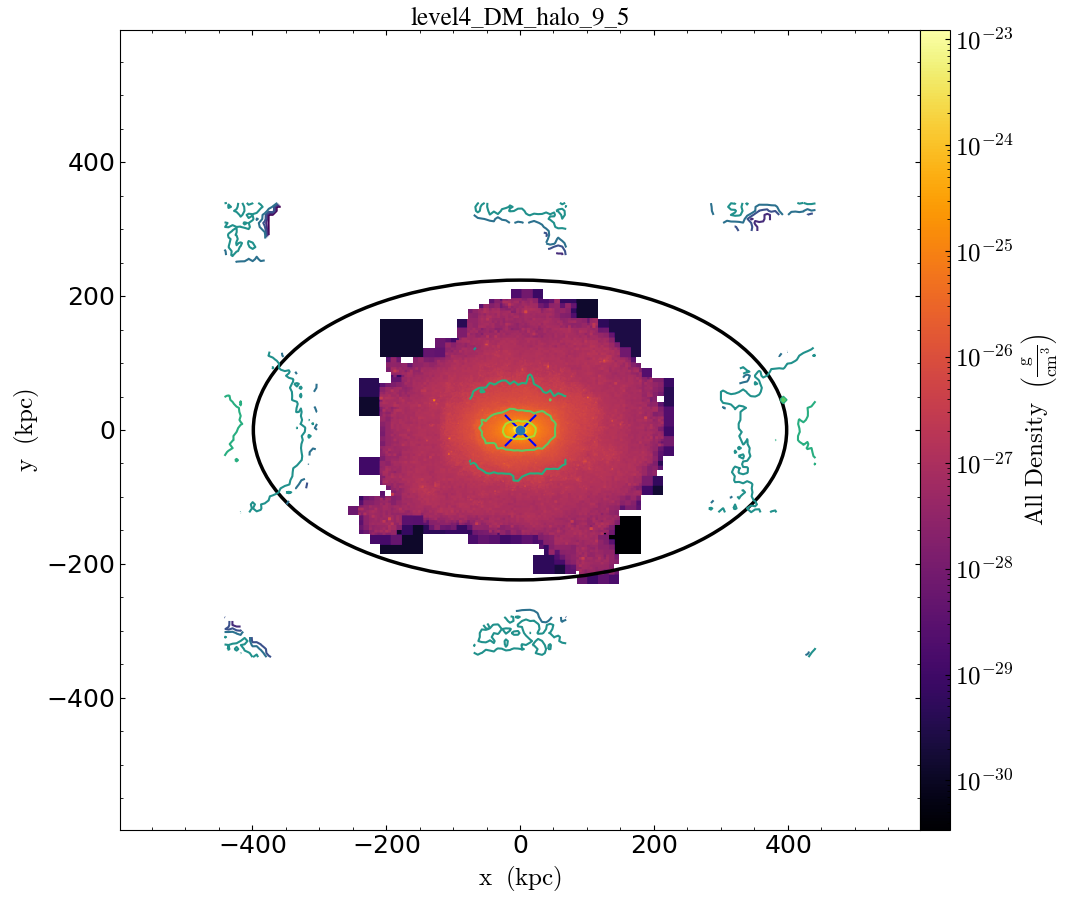 level4_DM_halo_9_5
400
200
0
−200
−400
y (kpc)
−400 −200 0 200 400
x (kpc)
10^{−23}
10^{−24}
10^{−25}
10^{−26}
10^{−27}
10^{−28}
10^{−29}
10^{−30}
All Density (g/cm^3)